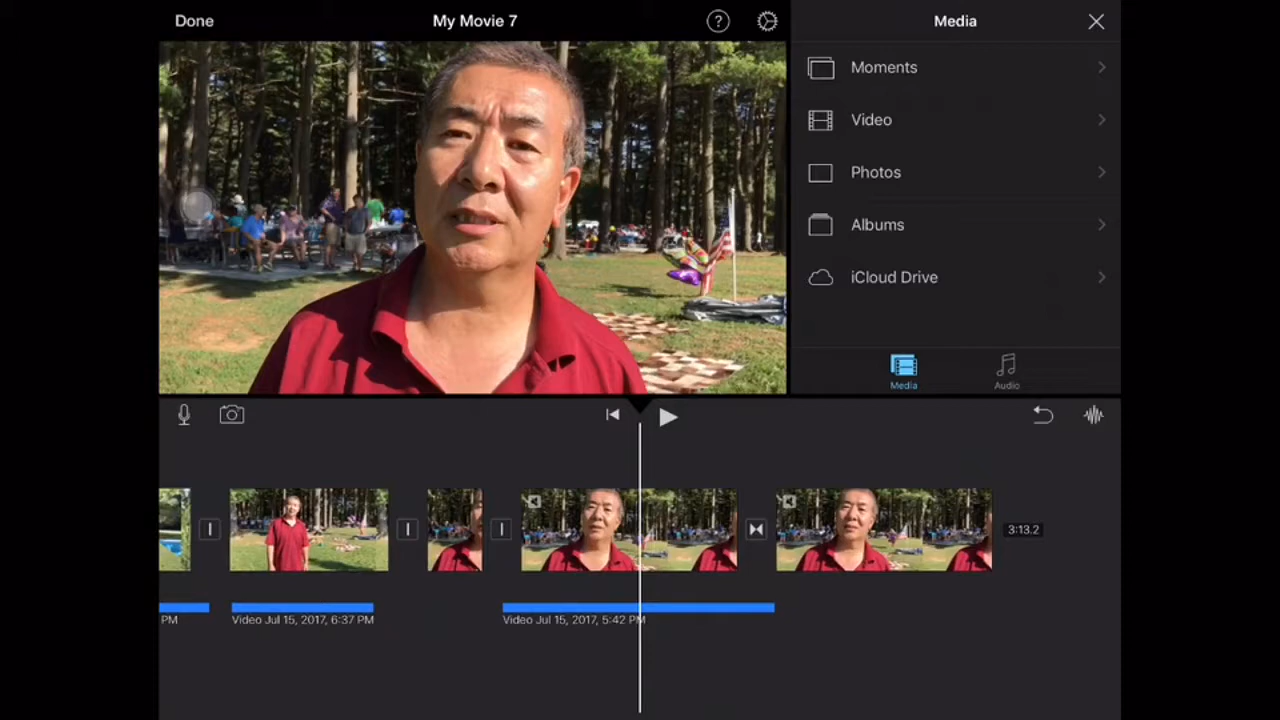 Done
My Movie 7
?
Media
Moments
Video
Photos
Albums
iCloud Drive
Media
Audio
3:13.2
PM
Video Jul 15, 2017, 6:37 PM
Video Jul 15, 2017, 5:42 PM